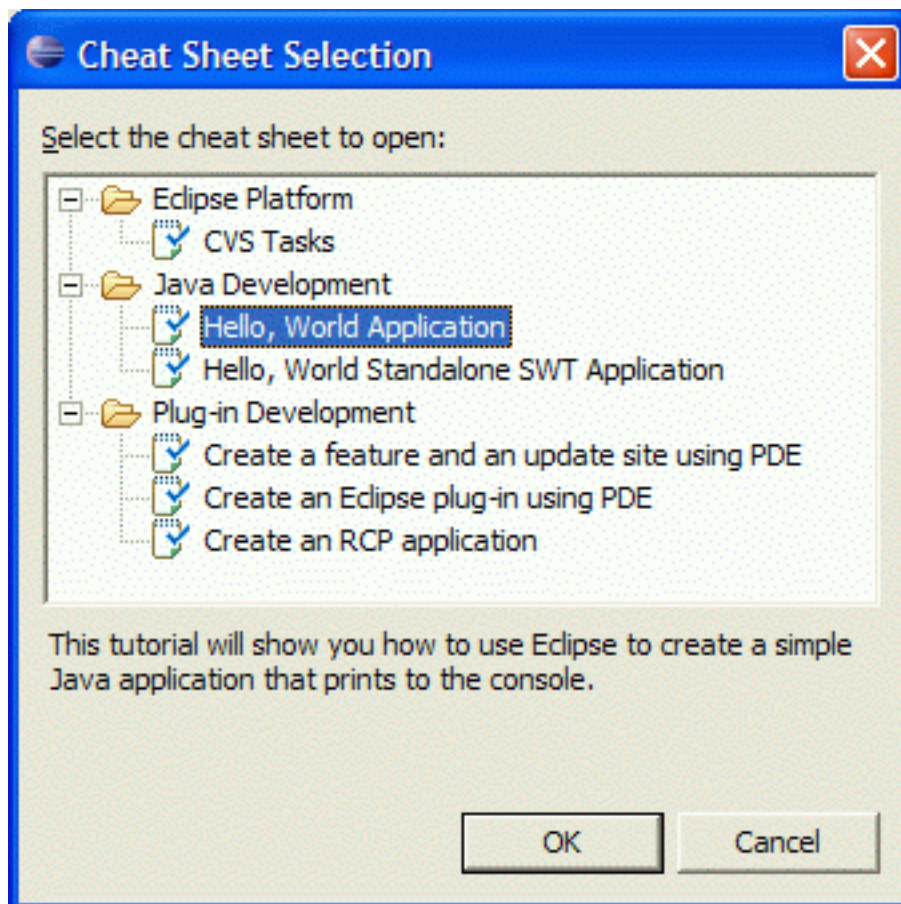 Cheat Sheet Selection
Select the cheat sheet to open:
Eclipse Platform
CVS Tasks
Java Development
Hello, World Application
Hello, World Standalone SWT Application
Plug-in Development
Create a feature and an update site using PDE
Create an Eclipse plug-in using PDE
Create an RCP application
This tutorial will show you how to use Eclipse to create a simple
Java application that prints to the console.
OK Cancel